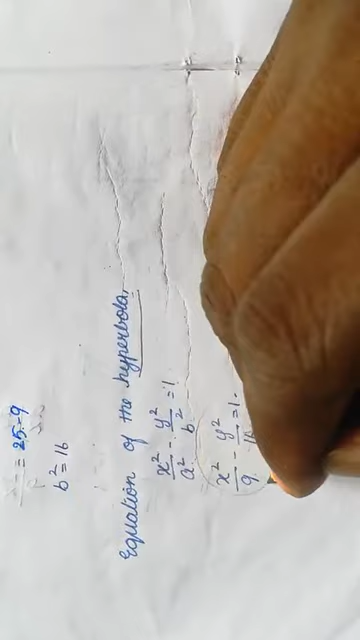 = 25-9
b² = 16
Equation of the hyperbola,
x²/a² - y²/b² = 1
x²/9 - y²/16 = 1.